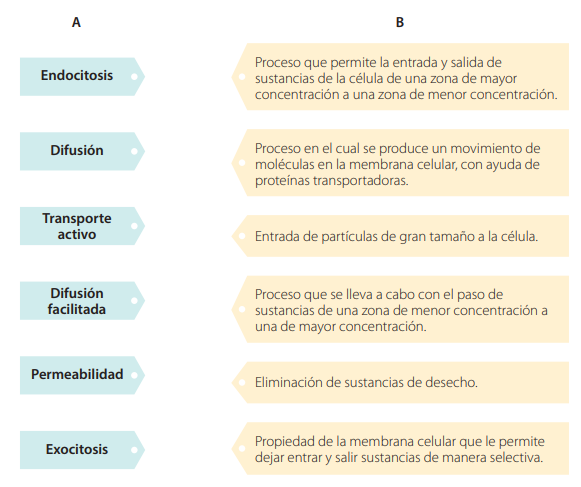 A
B
Endocitosis
Proceso que permite la entrada y salida de
sustancias de la célula de una zona de mayor
concentración a una zona de menor concentración.
Difusión
Proceso en el cual se produce un movimiento de
moléculas en la membrana celular, con ayuda de
proteínas transportadoras.
Transporte
activo
Entrada de partículas de gran tamaño a la célula.
Difusión
facilitada
Proceso que se lleva a cabo con el paso de
sustancias de una zona de menor concentración a
una de mayor concentración.
Permeabilidad
Eliminación de sustancias de desecho.
Exocitosis
Propiedad de la membrana celular que le permite
dejar entrar y salir sustancias de manera selectiva.